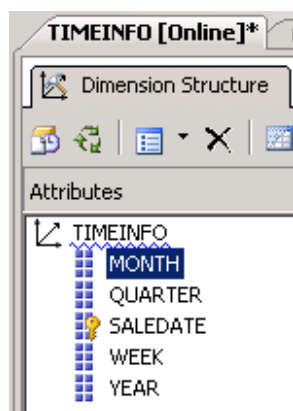 TIMEINFO [Online]*
Dimension Structure
Attributes
TIMEINFO
MONTH
QUARTER
SALEDATE
WEEK
YEAR